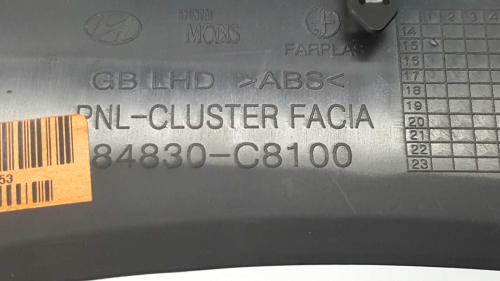 MOBIS
FARPLAS
GB LHD >ABS<
PNL-CLUSTER FACIA
84830-C8100
53
14
15
16
17
18
19
20
21
22
23